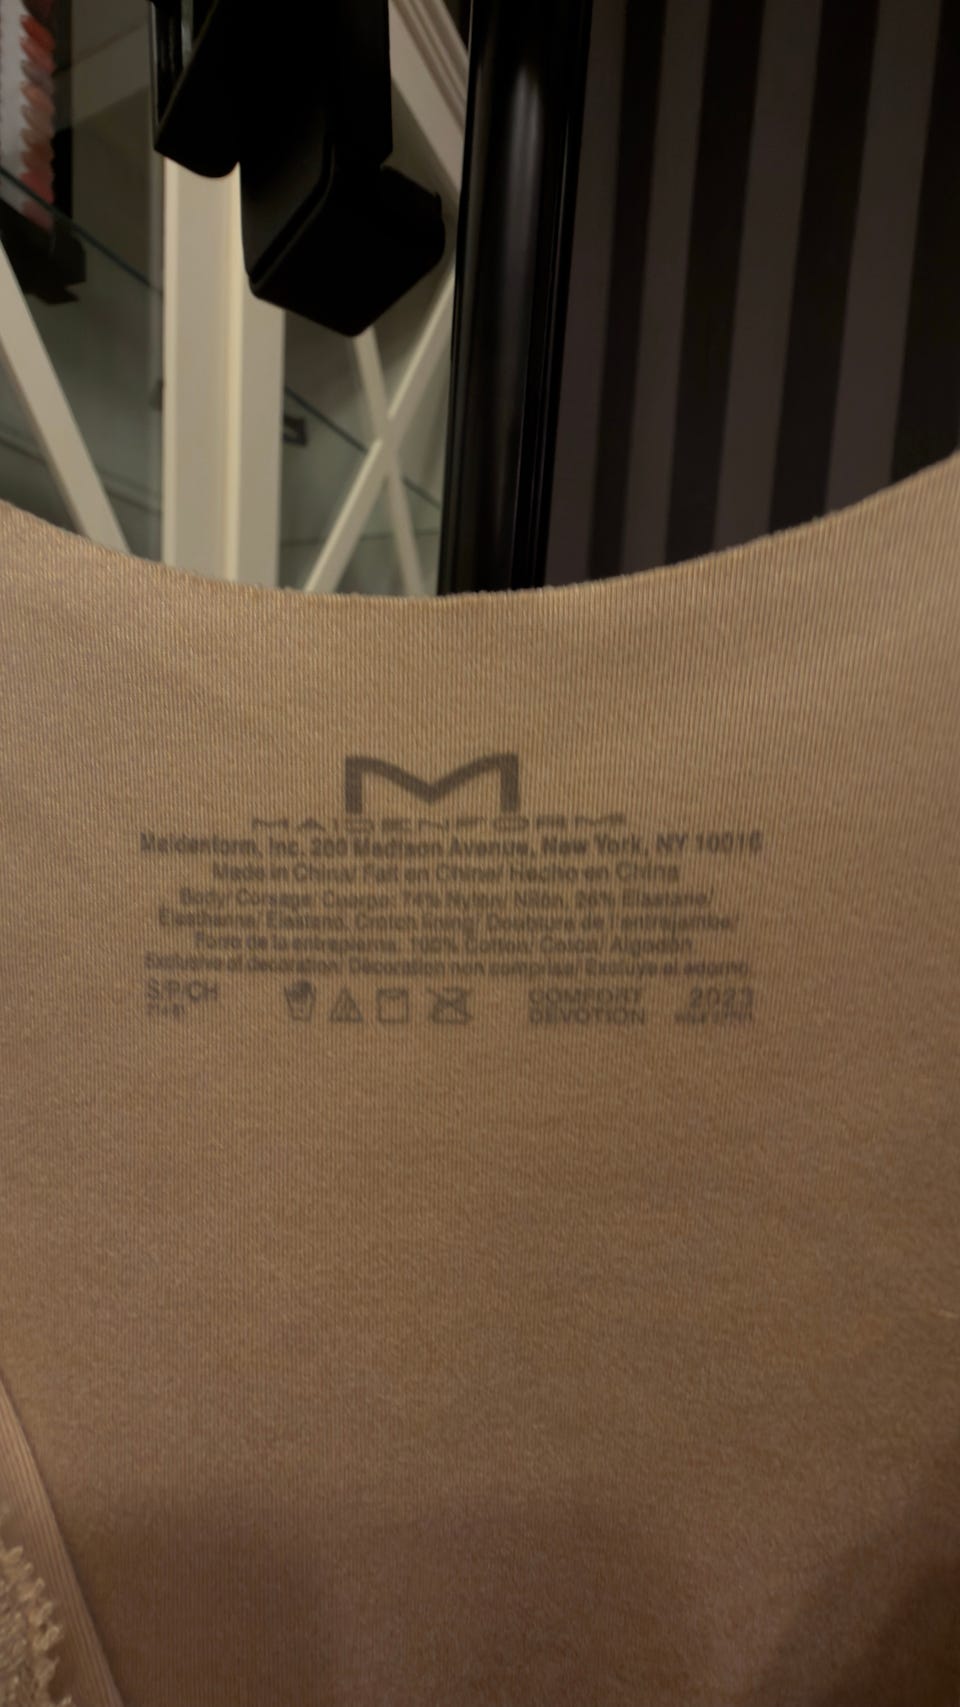 M
MAIDENFORM
Maidenform, Inc. 200 Madison Avenue, New York, NY 10016
Made in China/ Fait en Chine/ Hecho en China
Body/ Corsage/ Cuerpo: 74% Nylon/ Nilón, 26% Elastane/
Élasthanne/ Elastano. Crotch lining/ Doublure de l'entrejambe/
Forro de la entrepierna: 100% Cotton/ Coton/ Algodón.
Exclusive of decoration/ Décoration non comprise/ Excluye el adorno.
S/P/CH COMFORT 2023
DEVOTION